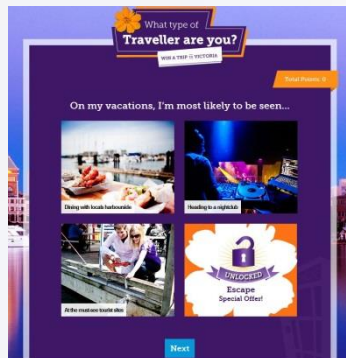 What type of
Traveller are you?
WIN A TRIP TO VICTORIA
Total Points: 0
On my vacations, I'm most likely to be seen...
Dining with locals harbourside
Heading to a nightclub
At the must-see tourist sites
UNLOCKED
Escape
Special Offer!
Next